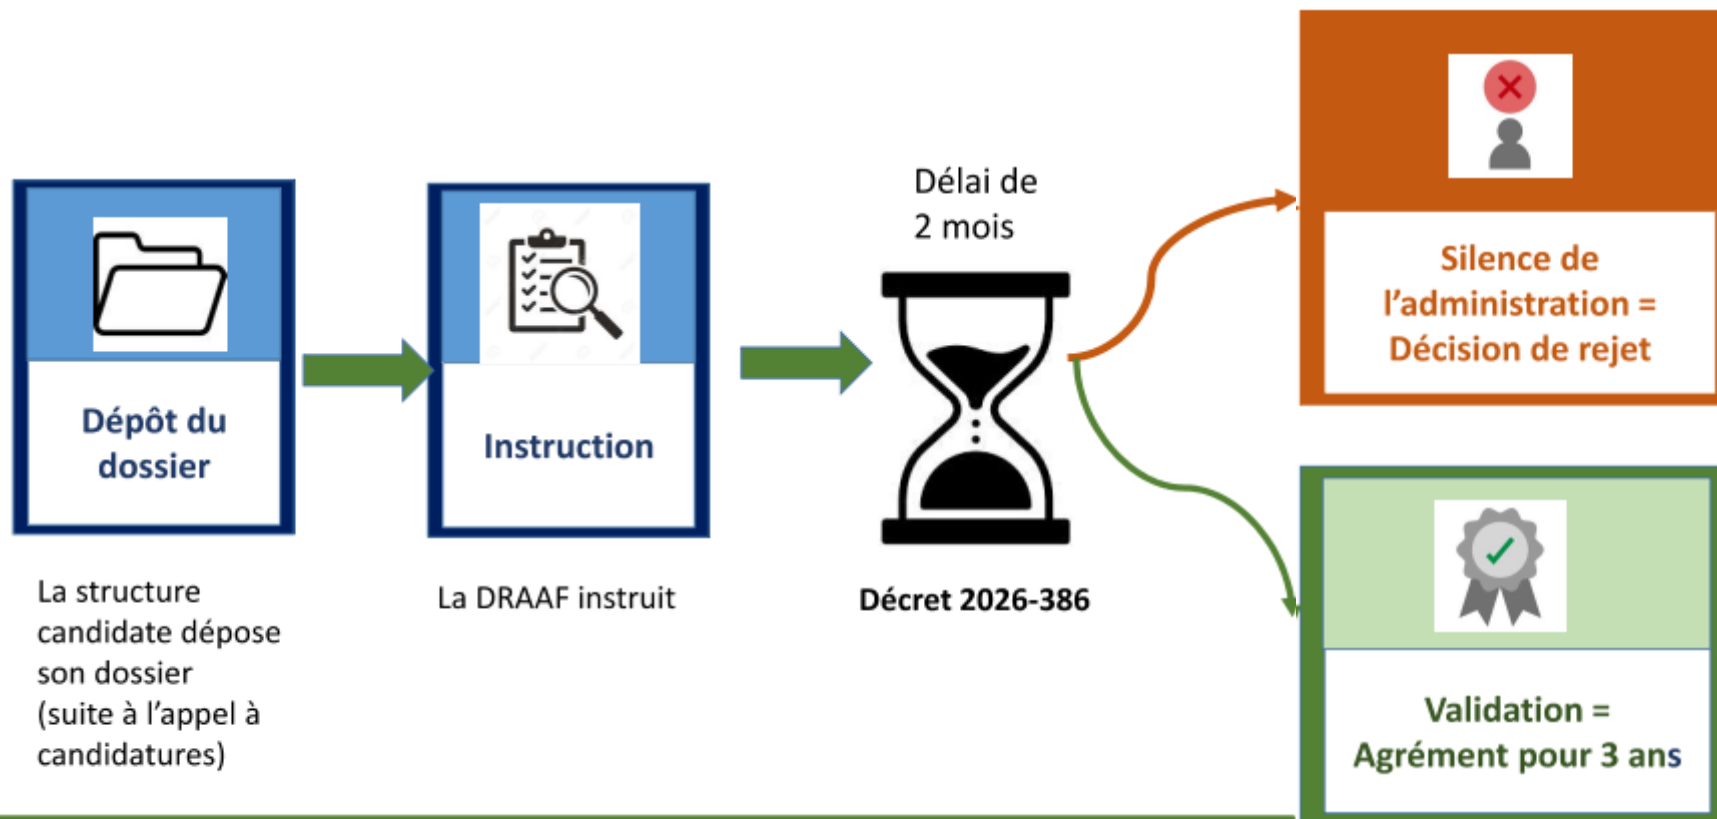 Dépôt du
dossier
La structure
candidate dépose
son dossier
(suite à l'appel à
candidatures)
Instruction
La DRAAF instruit
Délai de
2 mois
Décret 2026-386
Silence de
l'administration =
Décision de rejet
Validation =
Agrément pour 3 ans